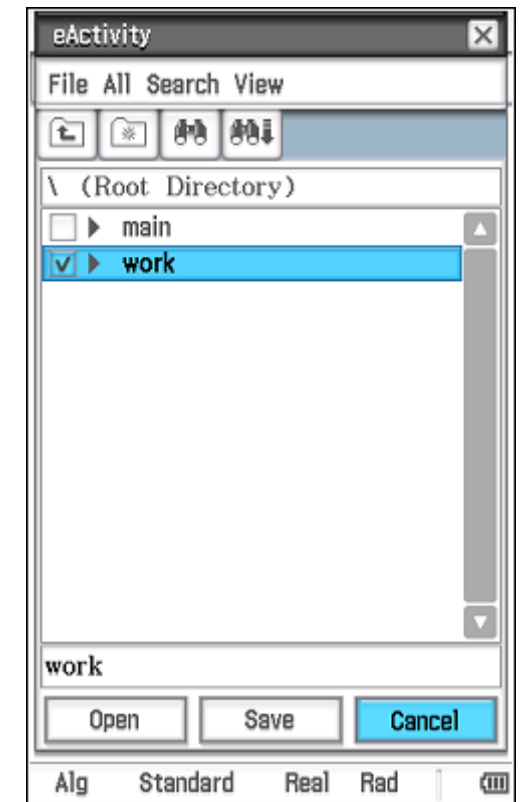 eActivity
File All Search View
\ (Root Directory)
main
work
work
Open Save Cancel
Alg Standard Real Rad